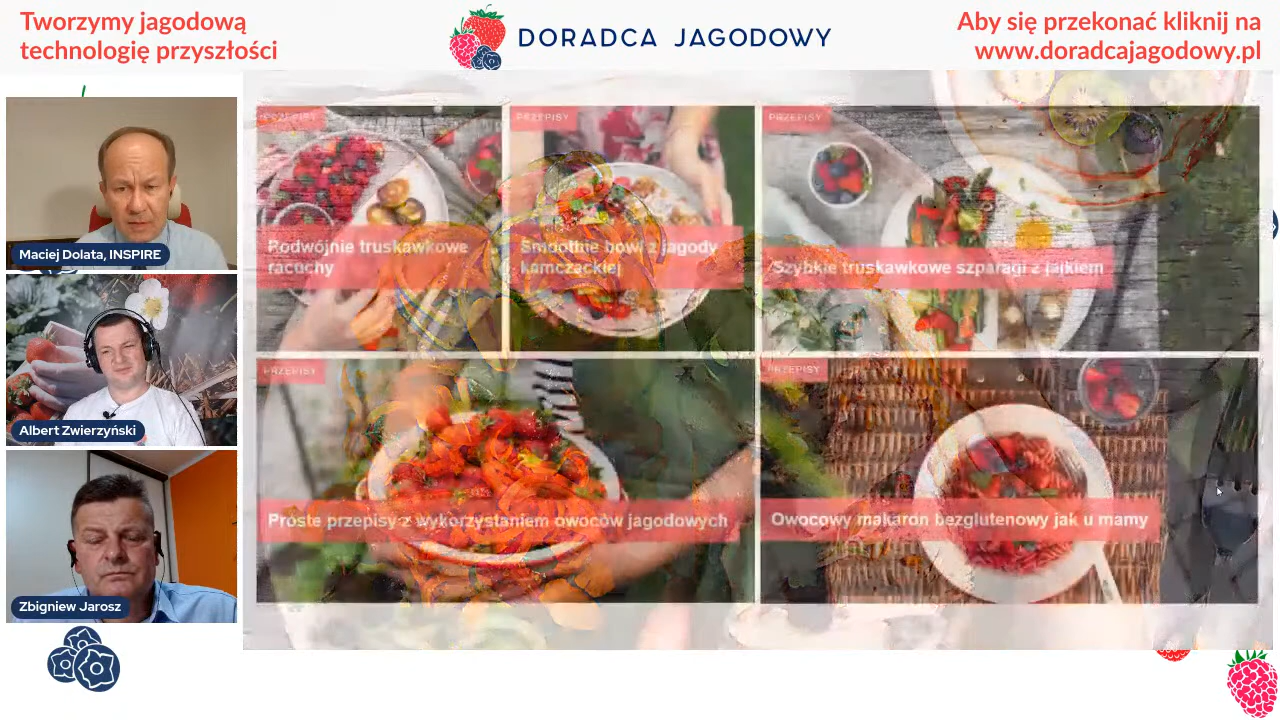 Tworzymy jagodową
technologię przyszłości
DORADCA JAGODOWY
Aby się przekonać kliknij na
www.doradcajagodowy.pl
Maciej Dolata, INSPIRE
Albert Zwierzyński
Zbigniew Jarosz
PRZEPISY
Podwójnie truskawkowe
racuchy
PRZEPISY
Smoothie bowl z jagody
kamczackiej
PRZEPISY
Szybkie truskawkowe szparagi z jajkiem
PRZEPISY
Proste przepisy z wykorzystaniem owoców jagodowych
PRZEPISY
Owocowy makaron bezglutenowy jak u mamy